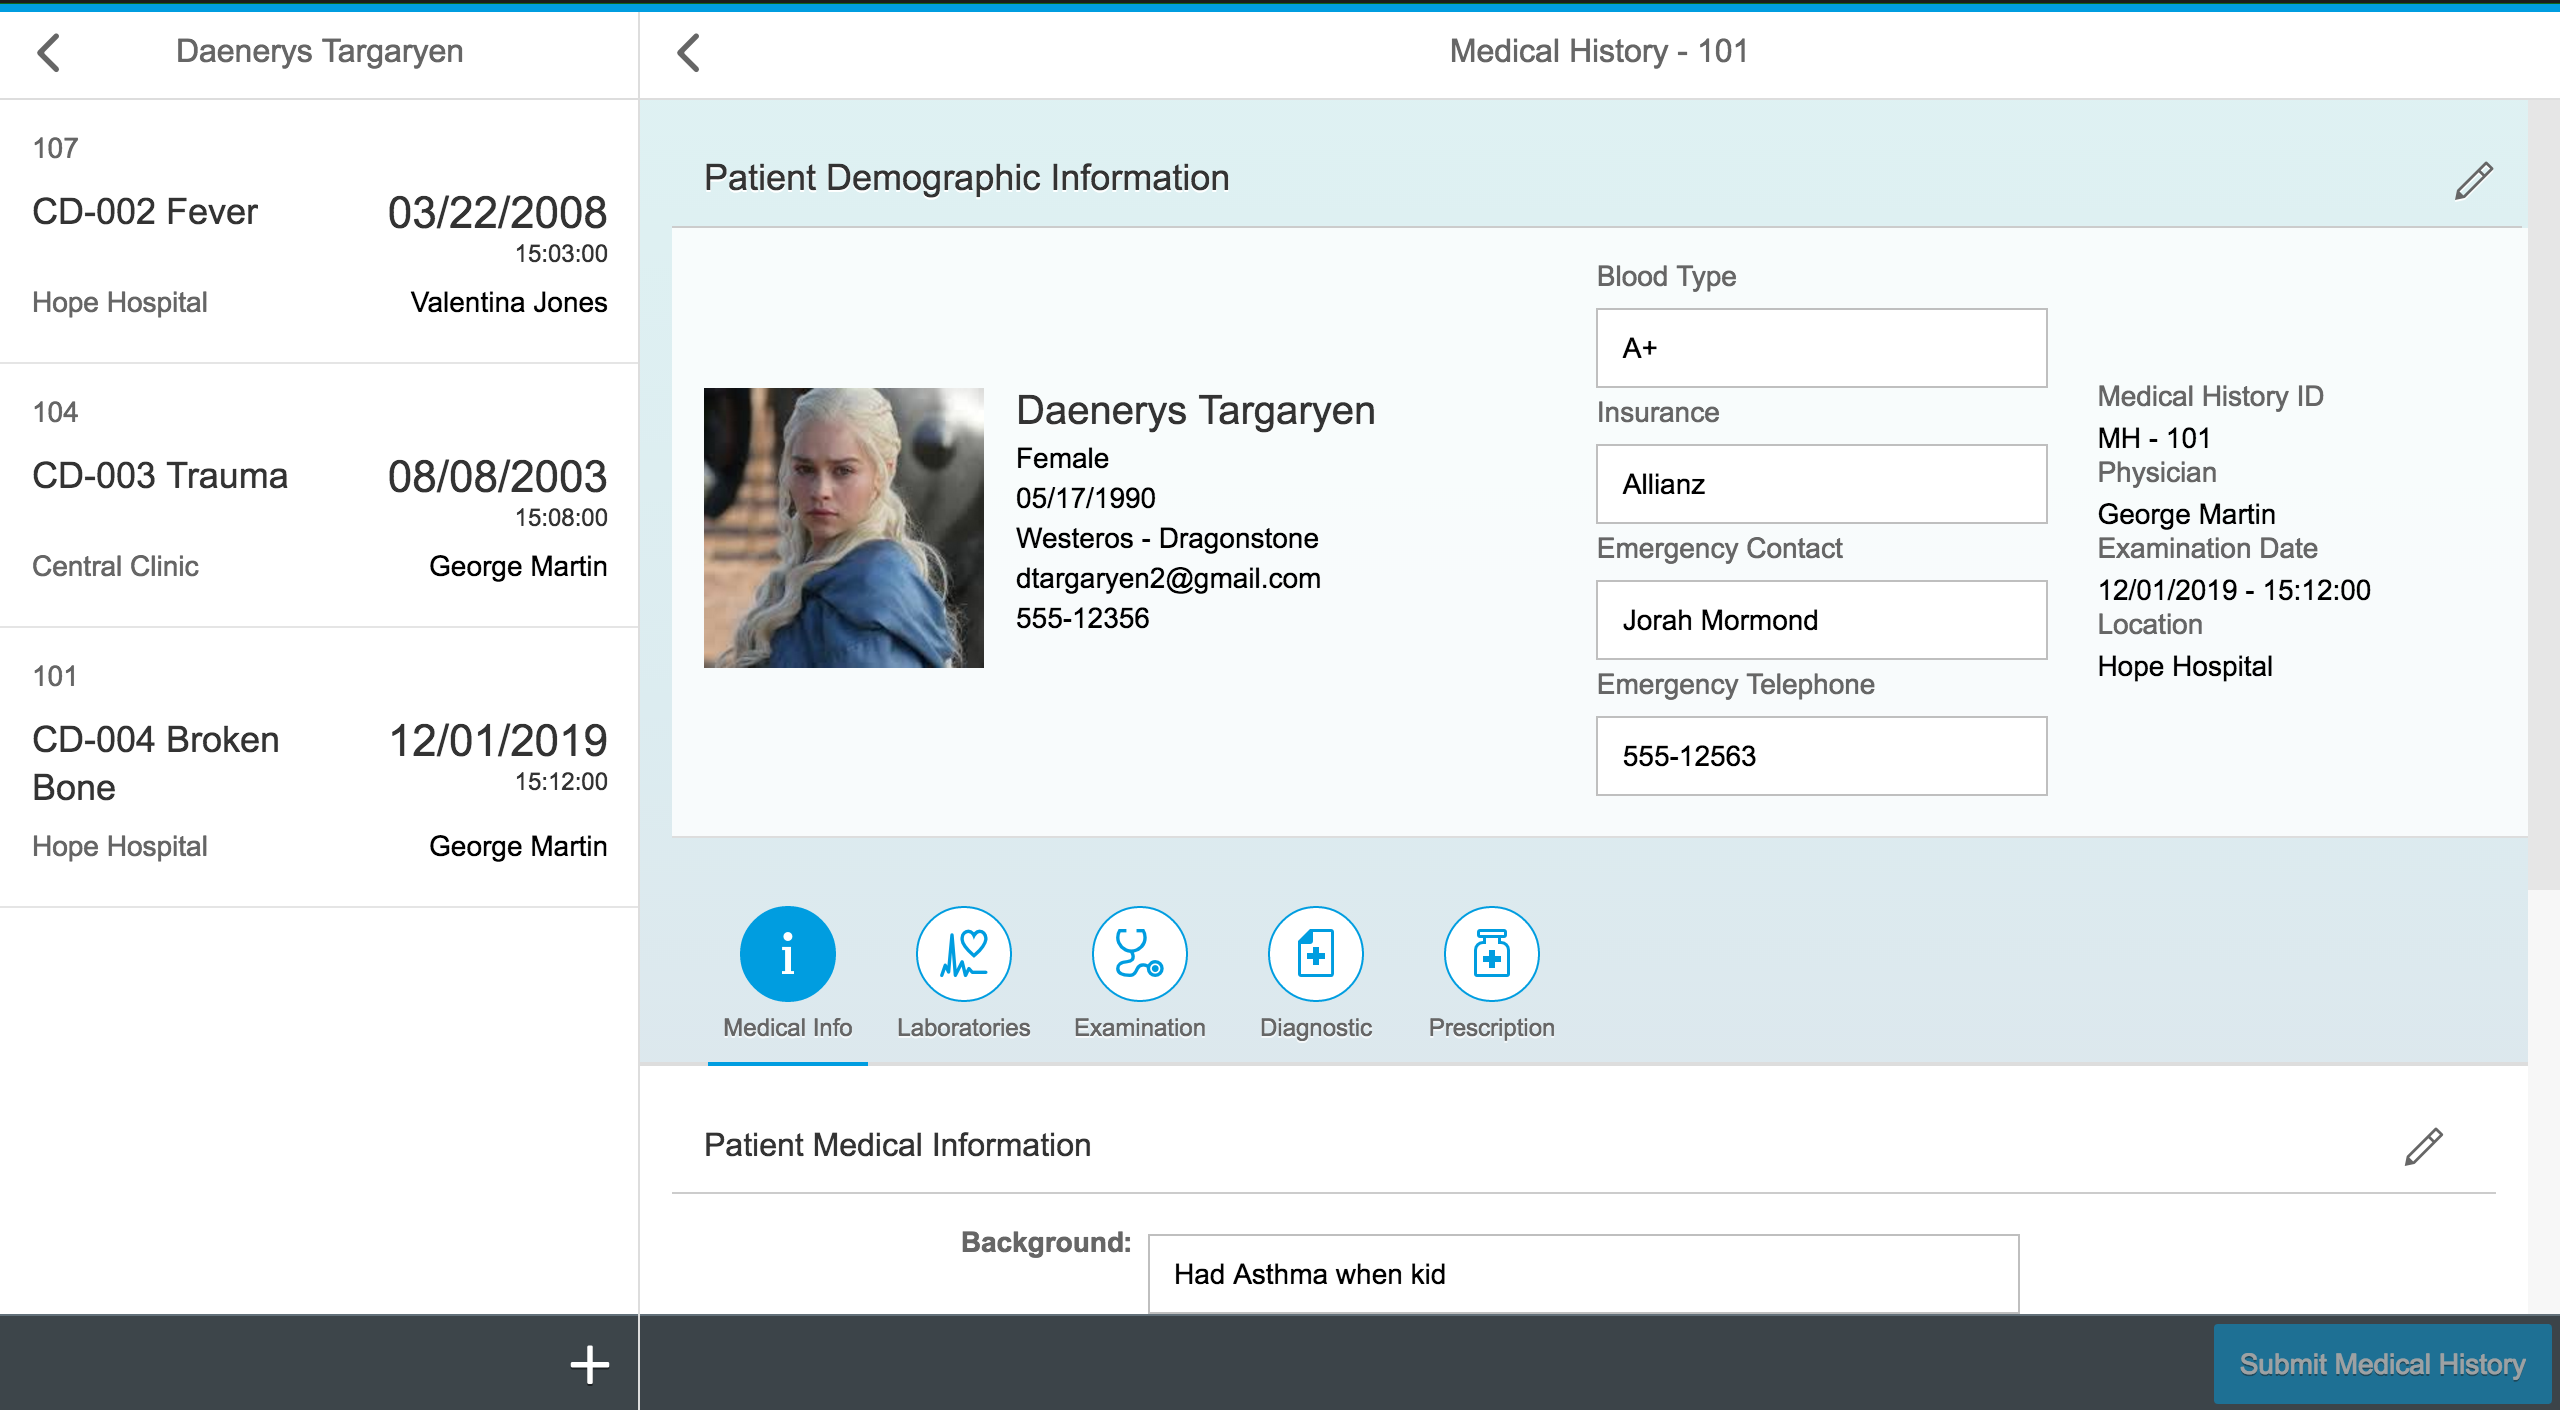 Daenerys Targaryen
107
CD-002 Fever
03/22/2008
15:03:00
Hope Hospital
Valentina Jones
104
CD-003 Trauma
08/08/2003
15:08:00
Central Clinic
George Martin
101
CD-004 Broken
Bone
12/01/2019
15:12:00
Hope Hospital
George Martin
Medical History - 101
Patient Demographic Information
Daenerys Targaryen
Female
05/17/1990
Westeros - Dragonstone
dtargaryen2@gmail.com
555-12356
Blood Type
A+
Insurance
Allianz
Emergency Contact
Jorah Mormond
Emergency Telephone
555-12563
Medical History ID
MH - 101
Physician
George Martin
Examination Date
12/01/2019 - 15:12:00
Location
Hope Hospital
Medical Info
Laboratories
Examination
Diagnostic
Prescription
Patient Medical Information
Background:
Had Asthma when kid
Submit Medical History